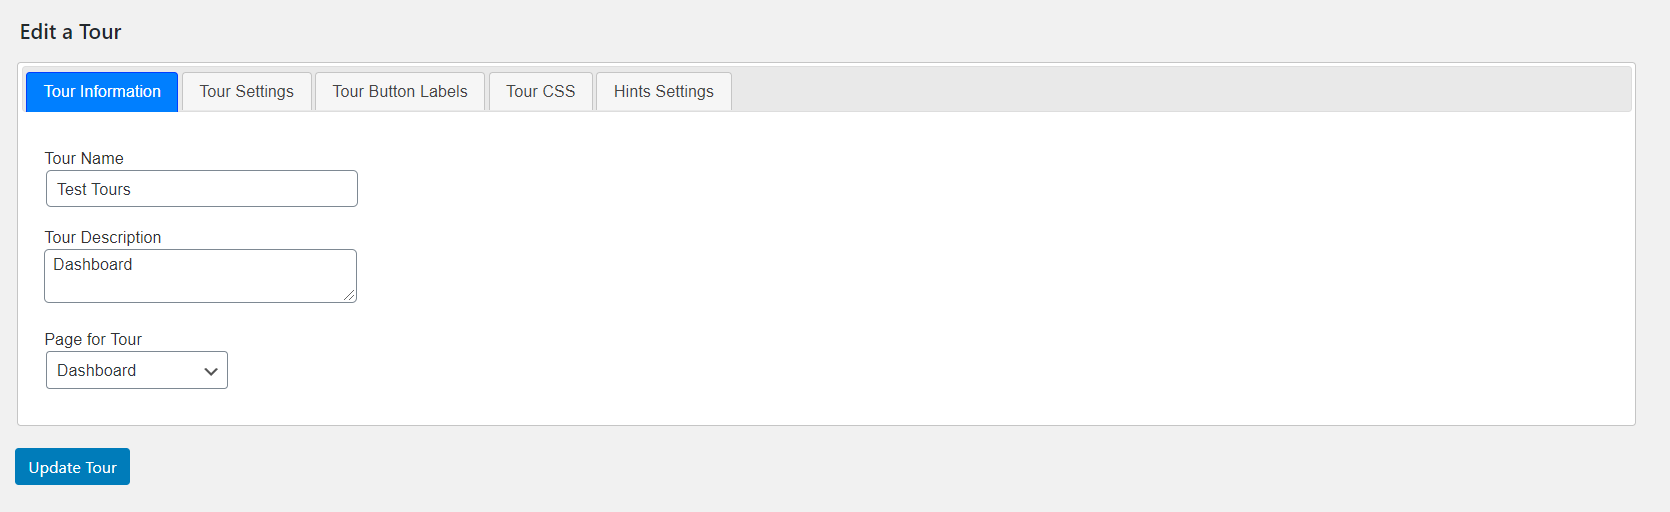 Edit a Tour
Tour Information Tour Settings Tour Button Labels Tour CSS Hints Settings
Tour Name
Test Tours
Tour Description
Dashboard
Page for Tour
Dashboard
Update Tour